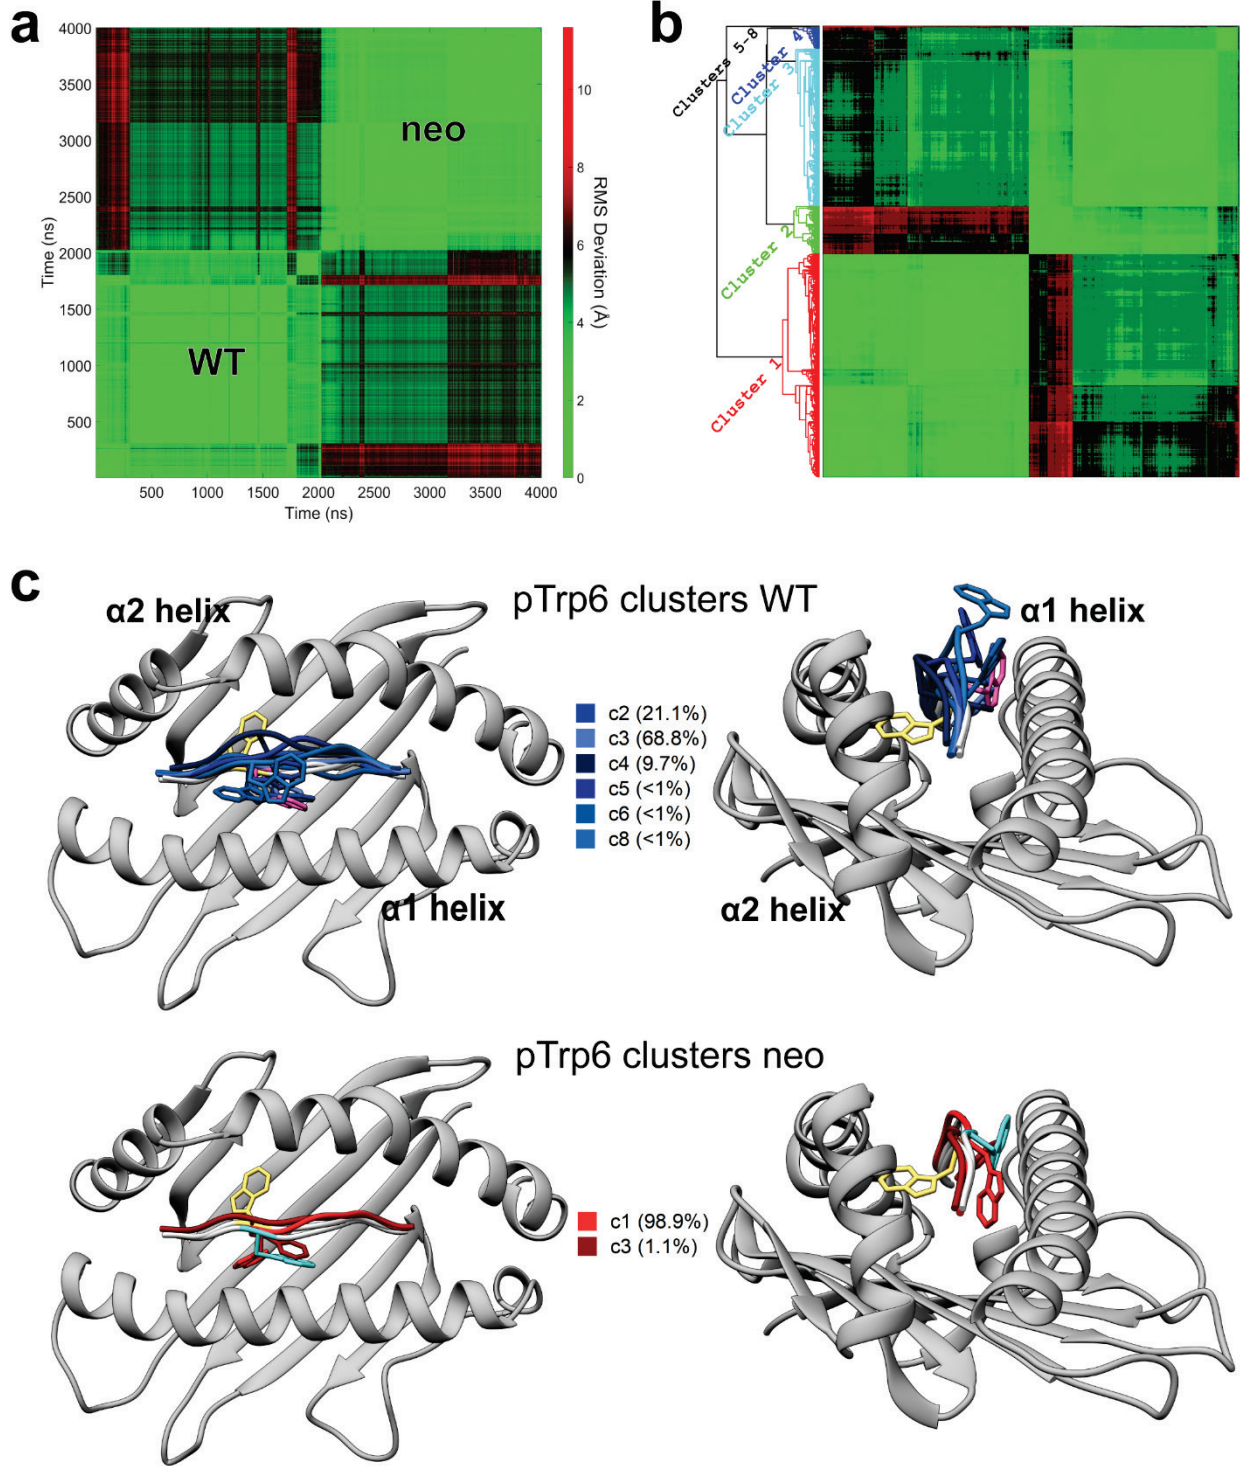 a
4000
3500
3000
2500
2000
1500
1000
500
Time (ns)
neo
WT
500 1000 1500 2000 2500 3000 3500 4000
Time (ns)
10
8
6
4
2
0
RMS Deviation (Å)
b
Clusters 5-8
Cluster 4
Cluster 3
Cluster 2
Cluster 1
c
pTrp6 clusters WT
α2 helix
α1 helix
c2 (21.1%)
c3 (68.8%)
c4 (9.7%)
c5 (<1%)
c6 (<1%)
c8 (<1%)
α1 helix
α2 helix
pTrp6 clusters neo
c1 (98.9%)
c3 (1.1%)